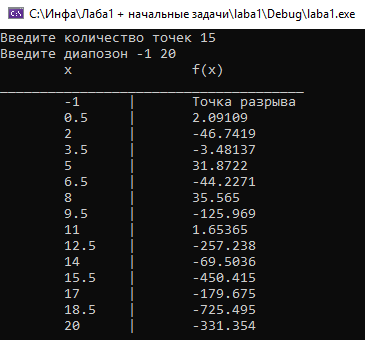 C:\Инфа\Лаба1 + начальные задачи\laba1\Debug\laba1.exe
Введите количество точек 15
Введите диапозон -1 20
x f(x)
-1 | Точка разрыва
0.5 | 2.09109
2 | -46.7419
3.5 | -3.48137
5 | 31.8722
6.5 | -44.2271
8 | 35.565
9.5 | -125.969
11 | 1.65365
12.5 | -257.238
14 | -69.5036
15.5 | -450.415
17 | -179.675
18.5 | -725.495
20 | -331.354